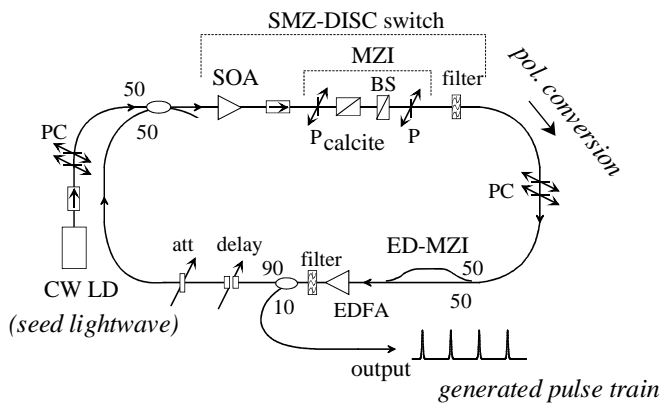 SMZ-DISC switch
MZI
SOA
BS
filter
pol. conversion
50
50
P
calcite
P
PC
PC
att
delay
90
filter
ED-MZI
50
50
10
EDFA
CW LD
(seed lightwave)
output
generated pulse train